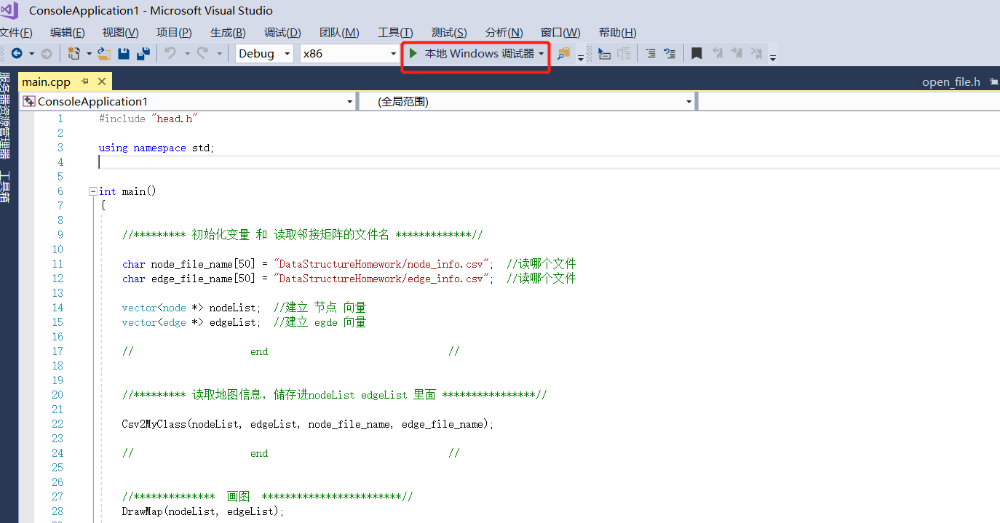 ConsoleApplication1 - Microsoft Visual Studio
文件(F) 编辑(E) 视图(V) 项目(P) 生成(B) 调试(D) 团队(M) 工具(T) 测试(S) 分析(N) 窗口(W) 帮助(H)
Debug x86 本地 Windows 调试器
服务器资源管理器
工具箱
main.cpp open_file.h
ConsoleApplication1 (全局范围)
1 #include "head.h"
2
3 using namespace std;
4
5
6 int main()
7 {
8
9 //********* 初始化变量 和 读取邻接矩阵的文件名 *************//
10
11 char node_file_name[50] = "DataStructureHomework/node_info.csv"; //读哪个文件
12 char edge_file_name[50] = "DataStructureHomework/edge_info.csv"; //读哪个文件
13
14 vector<node *> nodeList; //建立 节点 向量
15 vector<edge *> edgeList; //建立 egde 向量
16
17 // end //
18
19
20 //********* 读取地图信息，储存进nodeList edgeList 里面 ****************//
21
22 Csv2MyClass(nodeList, edgeList, node_file_name, edge_file_name);
23
24 // end //
25
26
27 //************** 画图 ************************//
28 DrawMap(nodeList, edgeList);